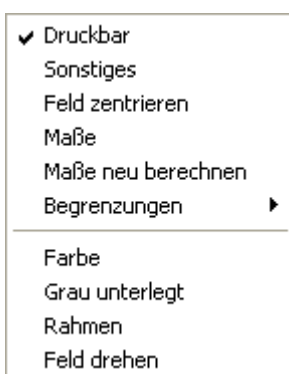 Druckbar
Sonstiges
Feld zentrieren
Maße
Maße neu berechnen
Begrenzungen
Farbe
Grau unterlegt
Rahmen
Feld drehen